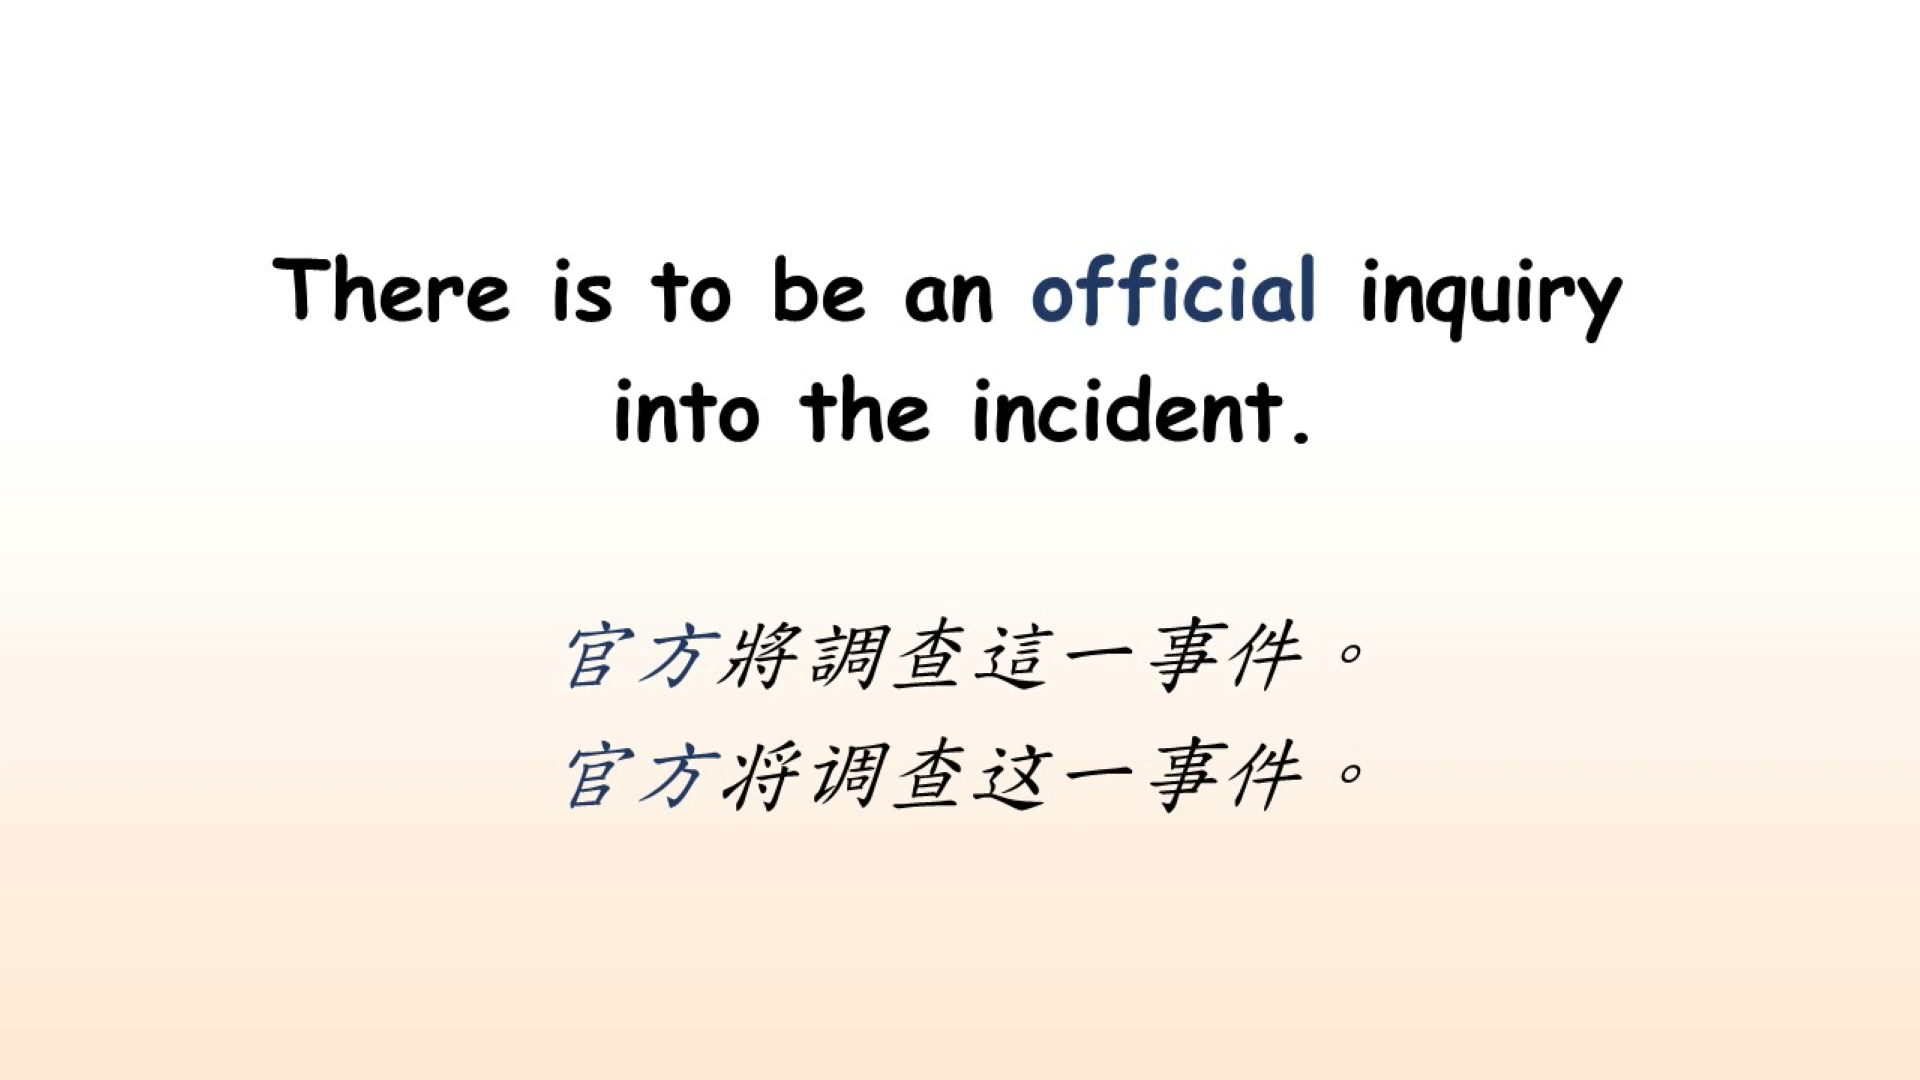 There is to be an official inquiry
into the incident.
官方將調查這一事件。
官方将调查这一事件。